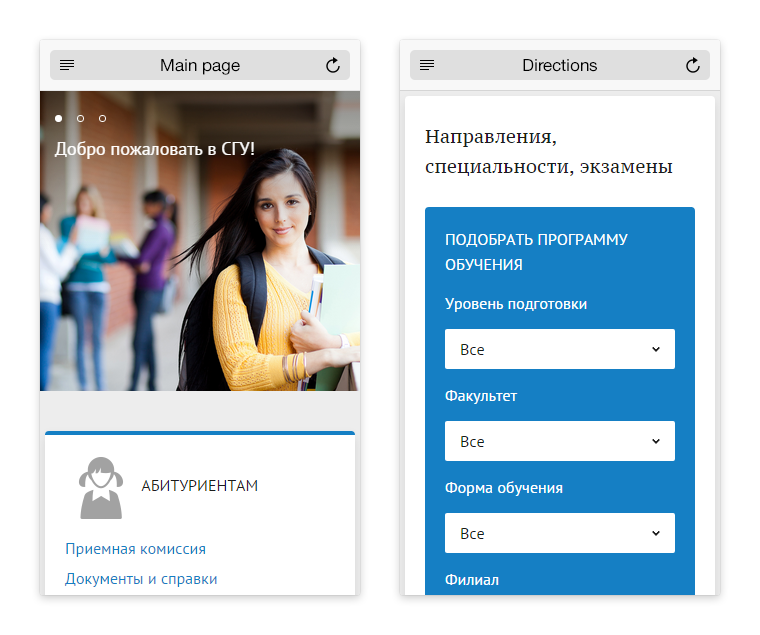 Main page
Добро пожаловать в СГУ!
АБИТУРИЕНТАМ
Приемная комиссия
Документы и справки
Directions
Направления,
специальности, экзамены
ПОДОБРАТЬ ПРОГРАММУ
ОБУЧЕНИЯ
Уровень подготовки
Все
Факультет
Все
Форма обучения
Все
Филиал